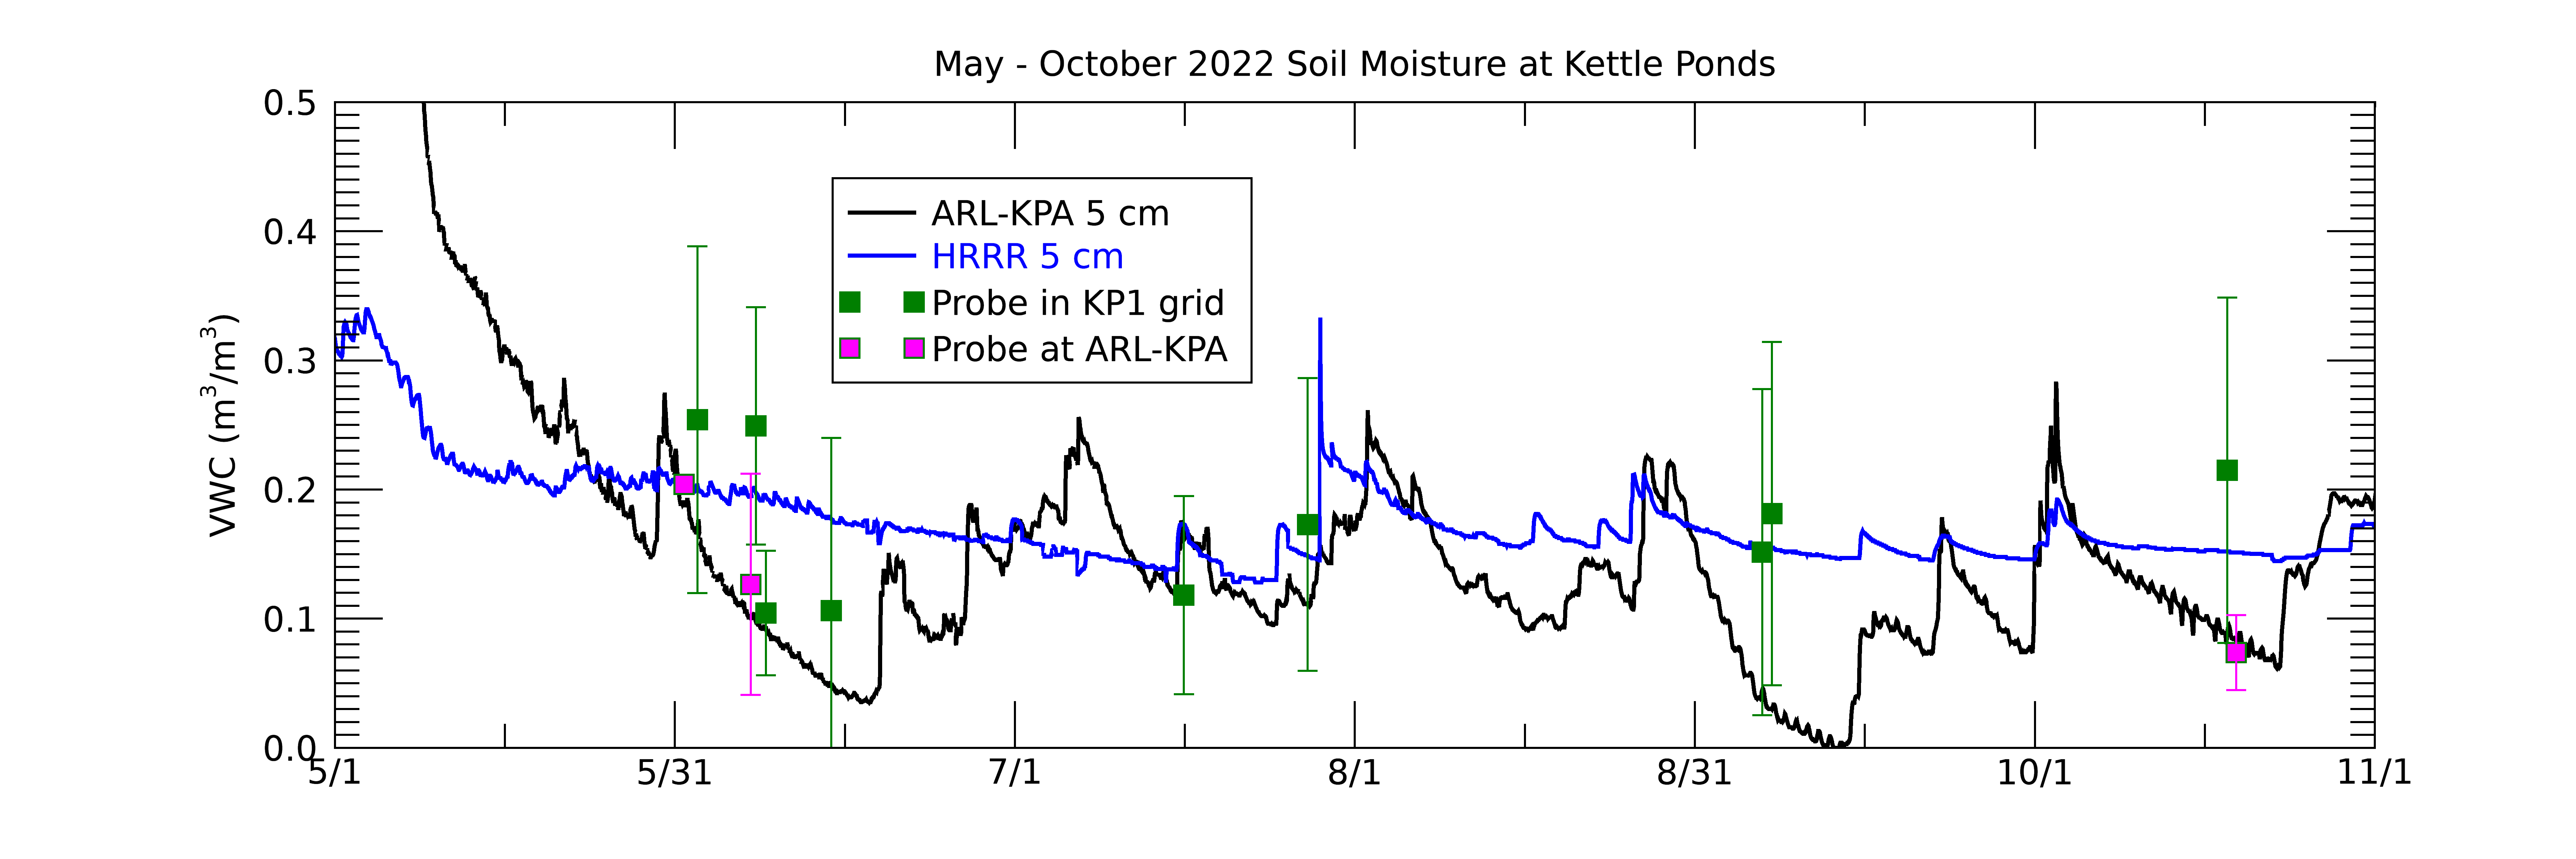 May - October 2022 Soil Moisture at Kettle Ponds
0.5
0.4
0.3
0.2
0.1
0.0
VWC (m³/m³)
ARL-KPA 5 cm
HRRR 5 cm
Probe in KP1 grid
Probe at ARL-KPA
5/1 5/31 7/1 8/1 8/31 10/1 11/1